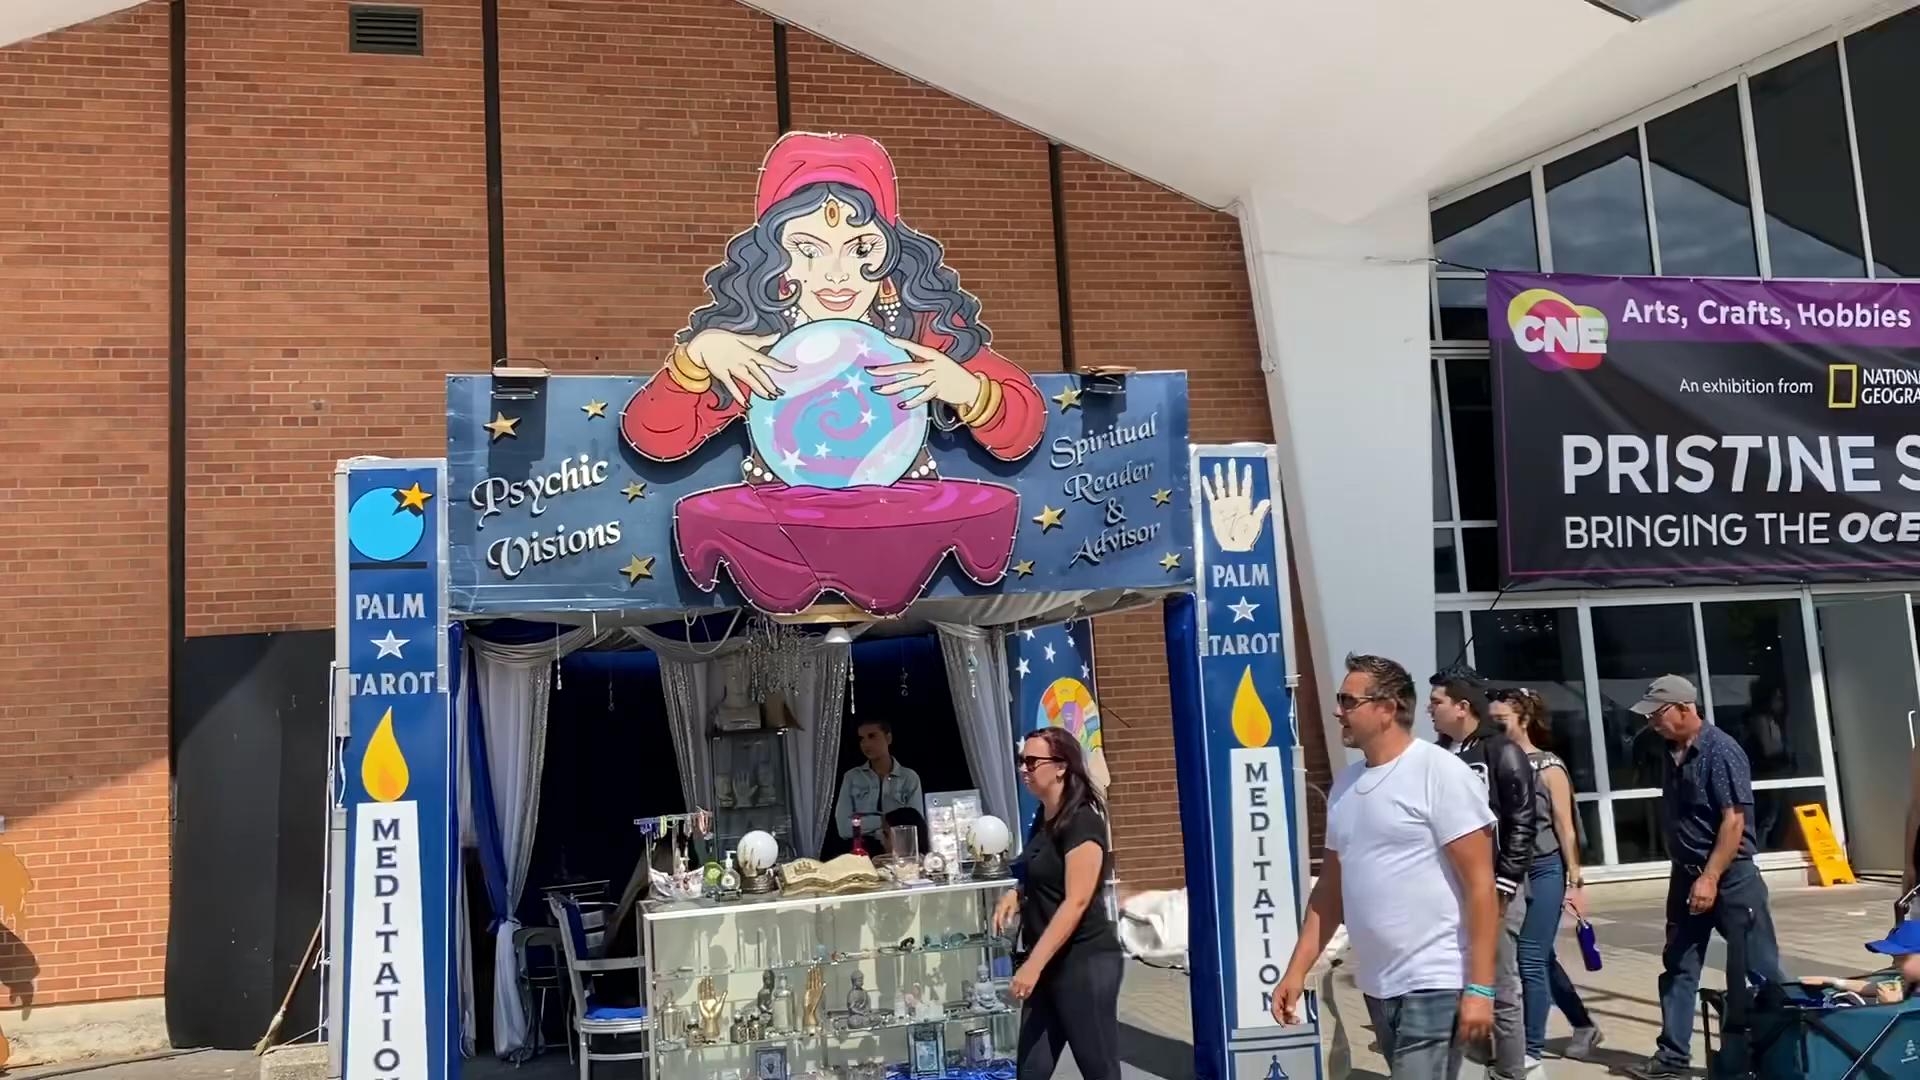 Psychic
Visions
Spiritual
Reader
&
Advisor
PALM
TAROT
MEDITATION
PALM
TAROT
MEDITATION
CNE
Arts, Crafts, Hobbies
An exhibition from
NATIONA
GEOGRA
PRISTINE S
BRINGING THE OCE